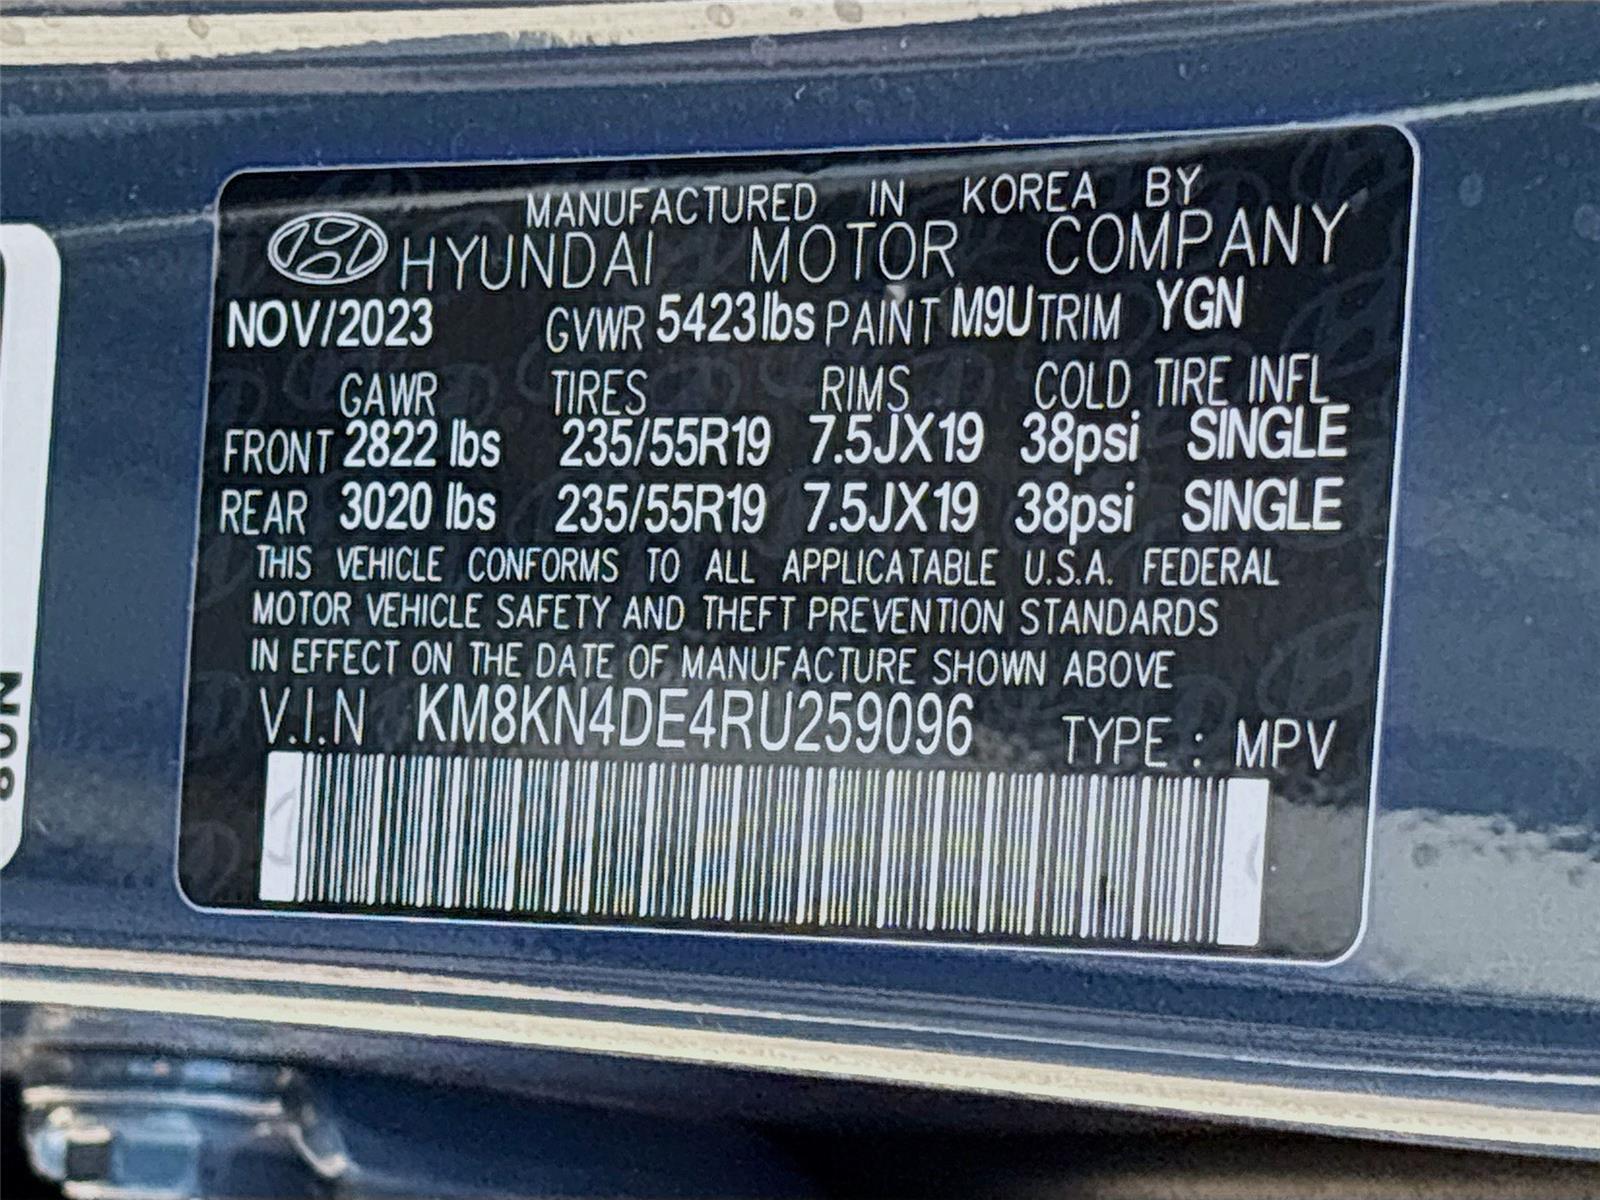 MANUFACTURED IN KOREA BY
HYUNDAI MOTOR COMPANY
NOV/2023 GVWR 5423lbs PAINT M9U TRIM YGN
GAWR TIRES RIMS COLD TIRE INFL
FRONT 2822 lbs 235/55R19 7.5JX19 38psi SINGLE
REAR 3020 lbs 235/55R19 7.5JX19 38psi SINGLE
THIS VEHICLE CONFORMS TO ALL APPLICATABLE U.S.A. FEDERAL
MOTOR VEHICLE SAFETY AND THEFT PREVENTION STANDARDS
IN EFFECT ON THE DATE OF MANUFACTURE SHOWN ABOVE
V.I.N KM8KN4DE4RU259096 TYPE : MPV